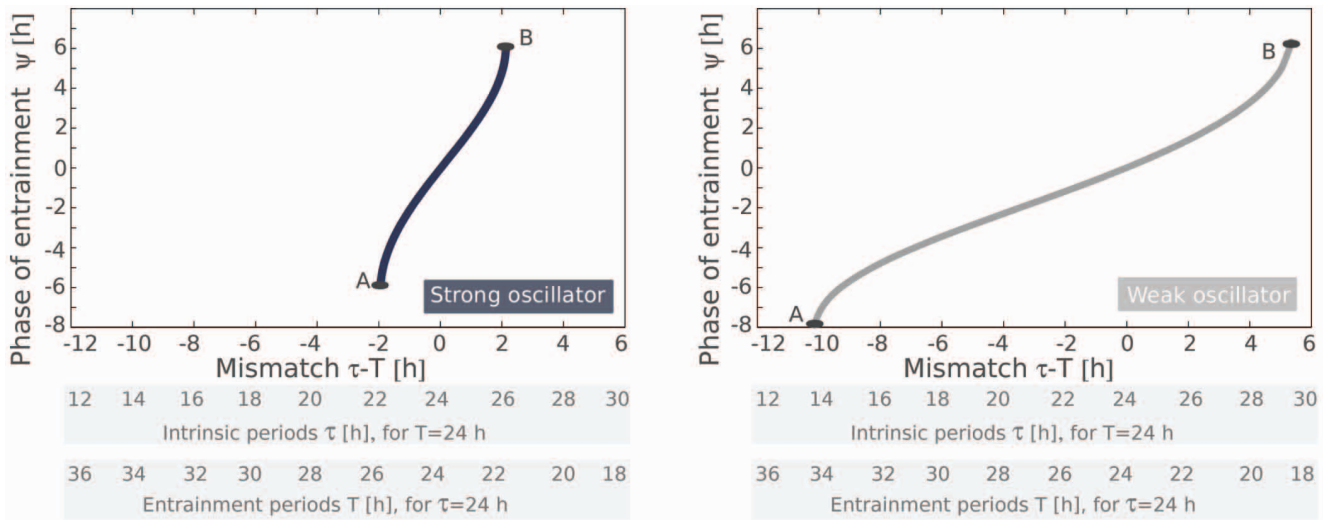 Phase of entrainment ψ [h]
6
4
2
0
-2
-4
-6
-8
B
A
Strong oscillator
-12 -10 -8 -6 -4 -2 0 2 4 6
Mismatch τ-T [h]
12 14 16 18 20 22 24 26 28 30
Intrinsic periods τ [h], for T=24 h
36 34 32 30 28 26 24 22 20 18
Entrainment periods T [h], for τ=24 h
Phase of entrainment ψ [h]
6
4
2
0
-2
-4
-6
-8
B
A
Weak oscillator
-12 -10 -8 -6 -4 -2 0 2 4 6
Mismatch τ-T [h]
12 14 16 18 20 22 24 26 28 30
Intrinsic periods τ [h], for T=24 h
36 34 32 30 28 26 24 22 20 18
Entrainment periods T [h], for τ=24 h